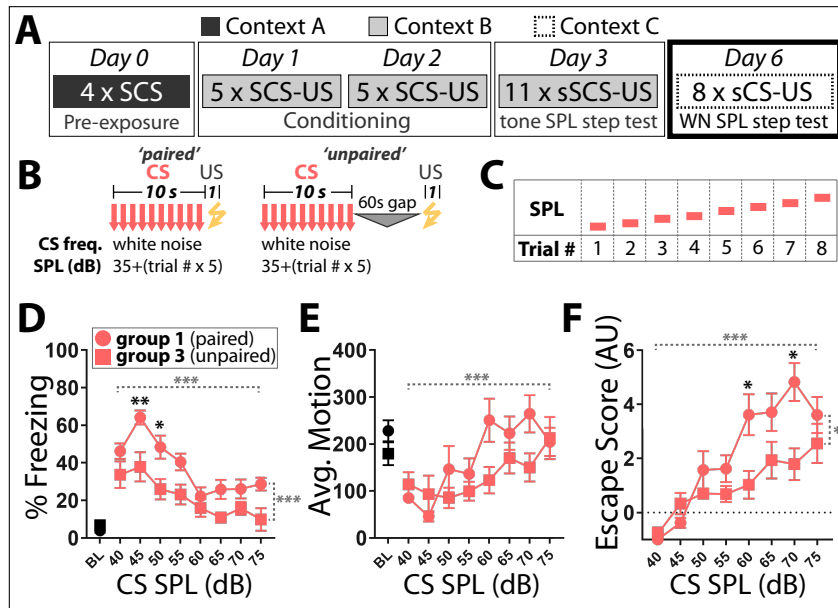 Context A Context B Context C
A
Day 0 Day 1 Day 2 Day 3 Day 6
4 x SCS 5 x SCS-US 5 x SCS-US 11 x sSCS-US 8 x sCS-US
Pre-exposure Conditioning tone SPL step test WN SPL step test
B
'paired' 'unpaired'
CS US CS US
10 s 1 10 s 1
60s gap
CS freq. white noise white noise
SPL (dB) 35+(trial # x 5) 35+(trial # x 5)
C
SPL
Trial # 1 2 3 4 5 6 7 8
D
group 1 (paired)
group 3 (unpaired)
% Freezing
100
80
60
40
20
0
***
**
*
***
BL 40 45 50 55 60 65 70 75
CS SPL (dB)
E
Avg. Motion
400
300
200
100
0
***
BL 40 45 50 55 60 65 70 75
CS SPL (dB)
F
Escape Score (AU)
6
4
2
0
***
*
*
*
40 45 50 55 60 65 70 75
CS SPL (dB)